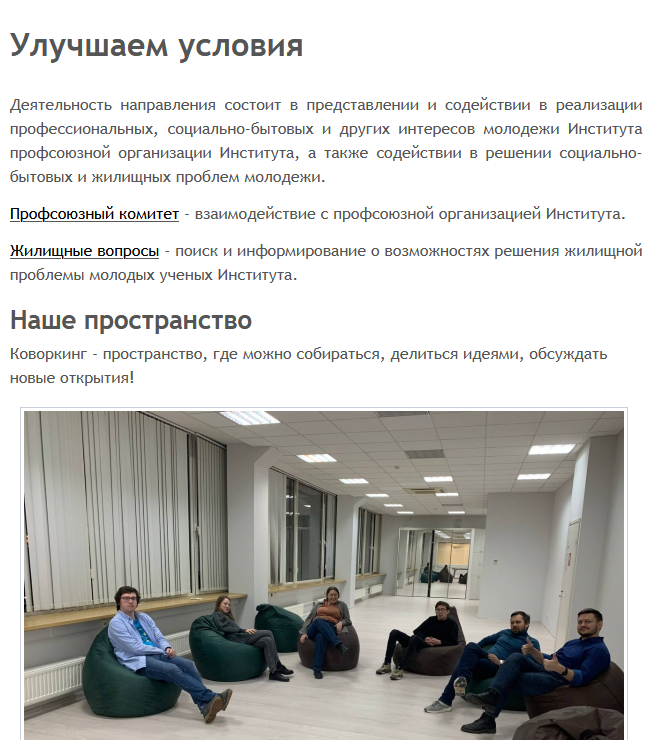 Улучшаем условия
Деятельность направления состоит в представлении и содействии в реализации
профессиональных, социально-бытовых и других интересов молодежи Института
профсоюзной организации Института, а также содействии в решении социально-
бытовых и жилищных проблем молодежи.
Профсоюзный комитет - взаимодействие с профсоюзной организацией Института.
Жилищные вопросы - поиск и информирование о возможностях решения жилищной
проблемы молодых ученых Института.
Наше пространство
Коворкинг - пространство, где можно собираться, делиться идеями, обсуждать
новые открытия!